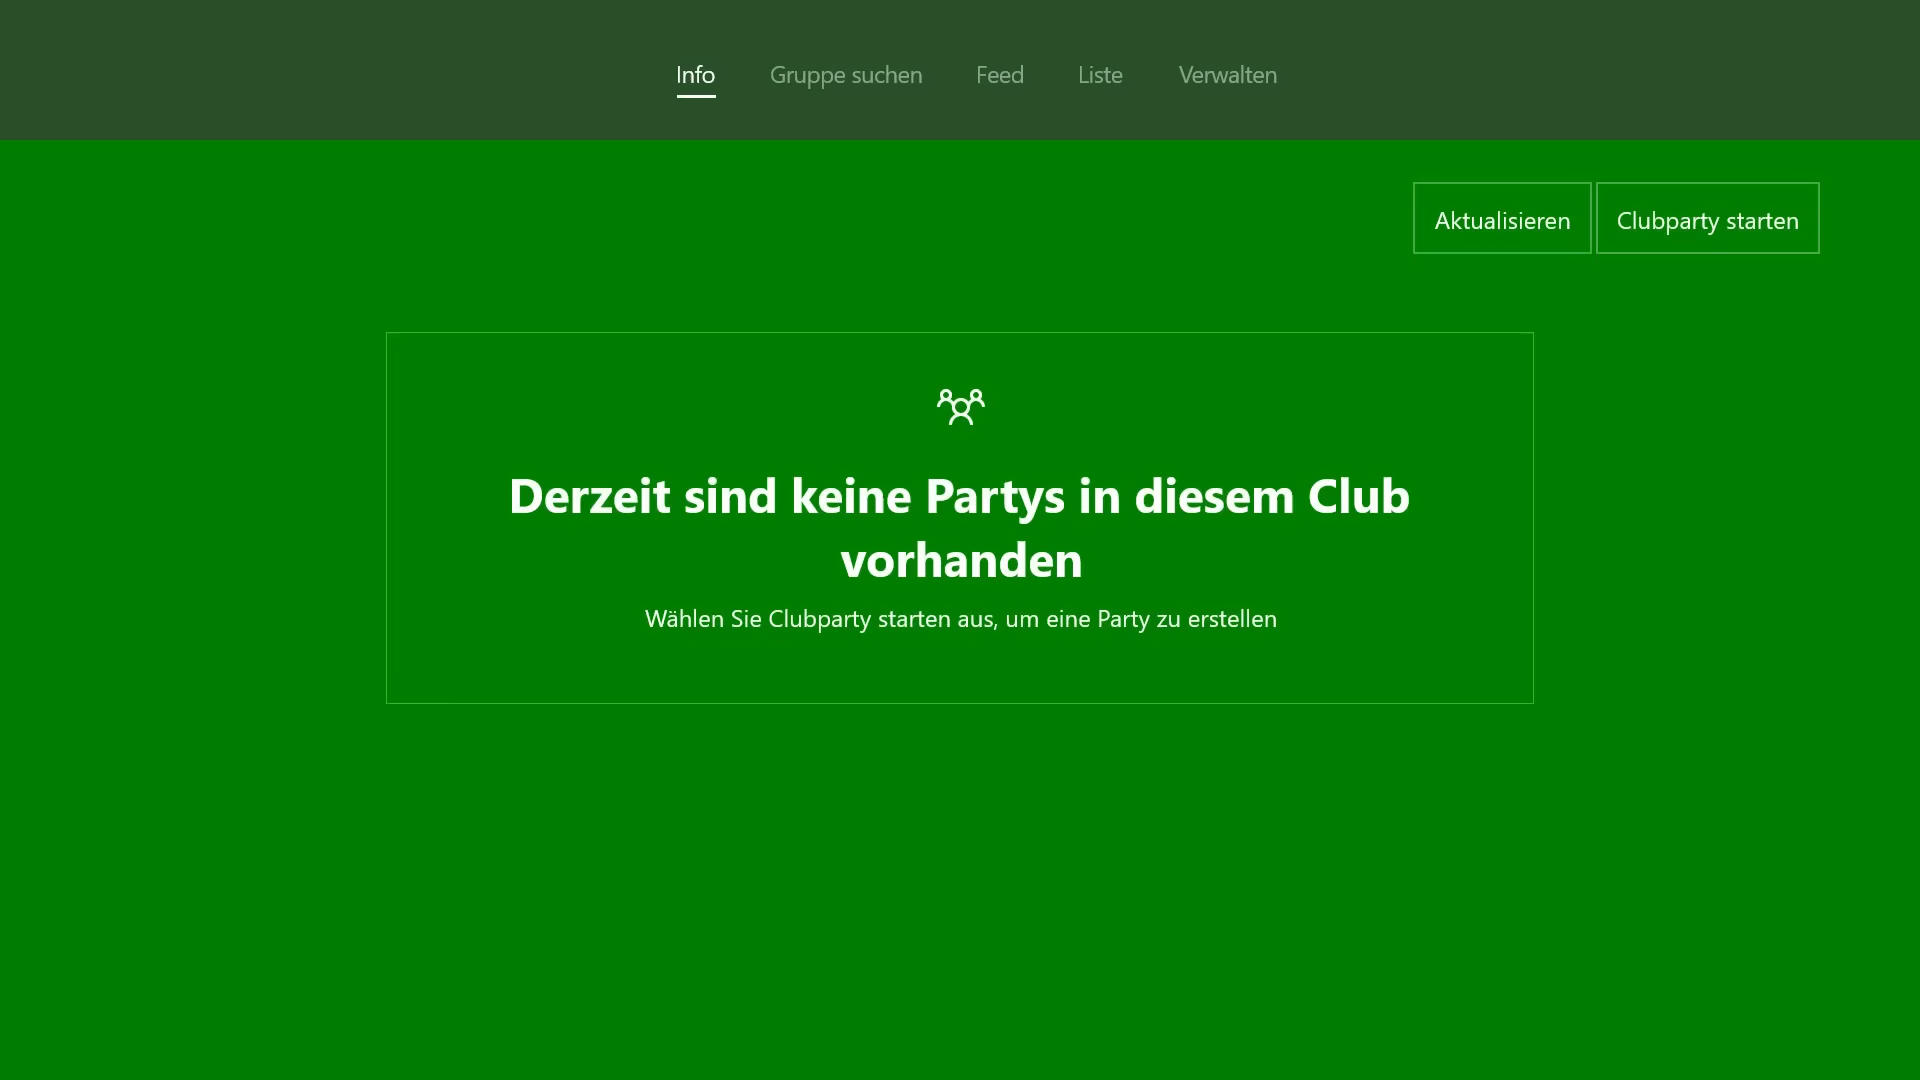 Info
Gruppe suchen
Feed
Liste
Verwalten
Aktualisieren
Clubparty starten
Derzeit sind keine Partys in diesem Club
vorhanden
Wählen Sie Clubparty starten aus, um eine Party zu erstellen